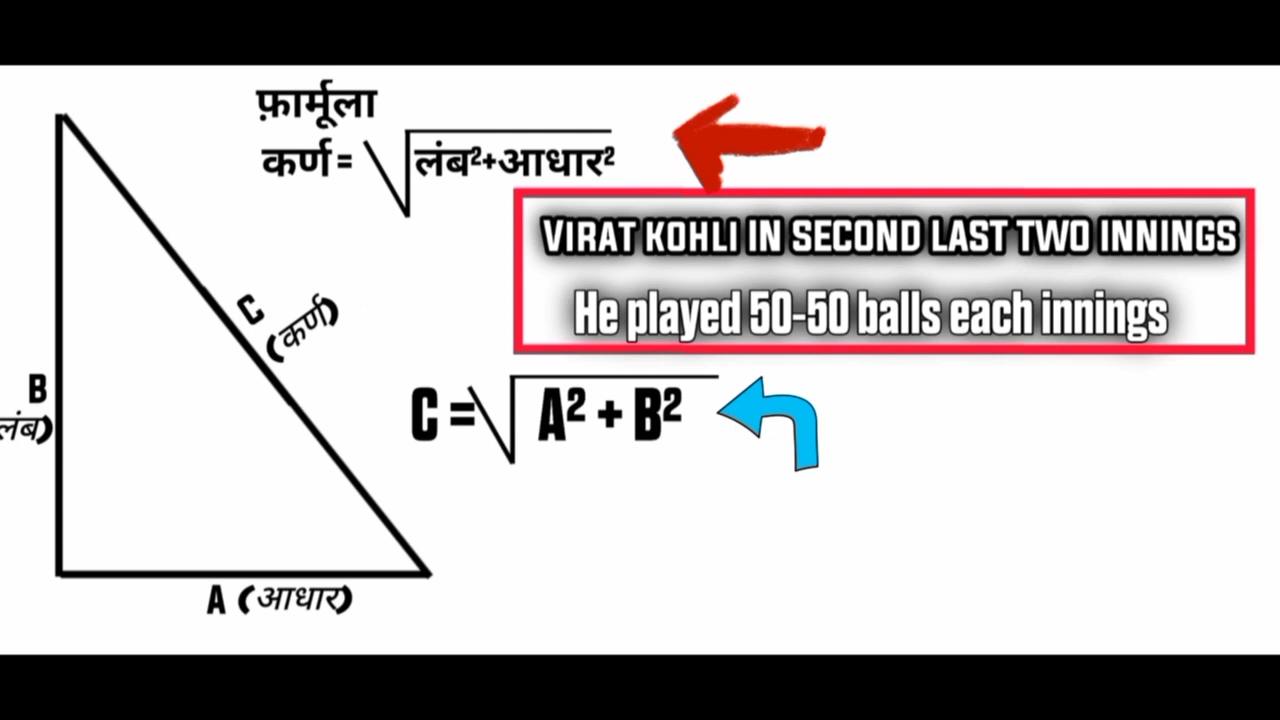 फ़ार्मूला
कर्ण = √लंब²+आधार²
VIRAT KOHLI IN SECOND LAST TWO INNINGS
He played 50-50 balls each innings
C
(कर्ण)
B
लंब)
C = √A² + B²
A (आधार)